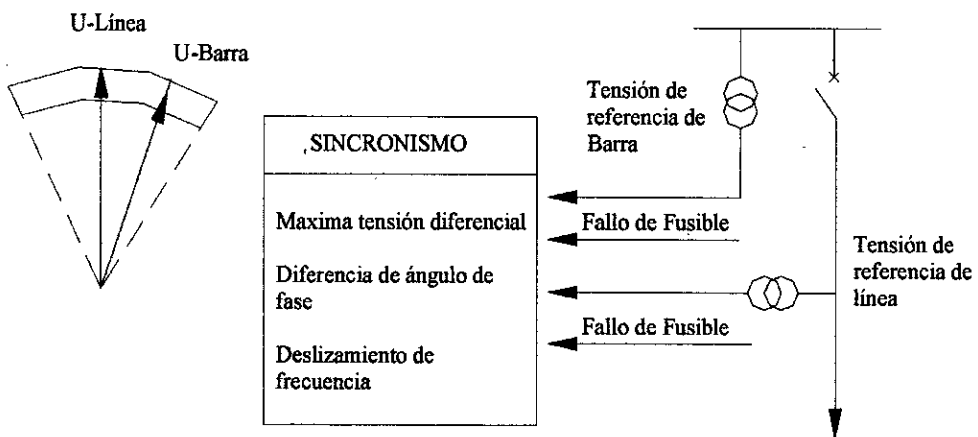 U-Línea
U-Barra
SINCRONISMO
Maxima tensión diferencial
Diferencia de ángulo de
fase
Deslizamiento de
frecuencia
Tensión de
referencia de
Barra
Fallo de Fusible
Fallo de Fusible
Tensión de
referencia de
línea